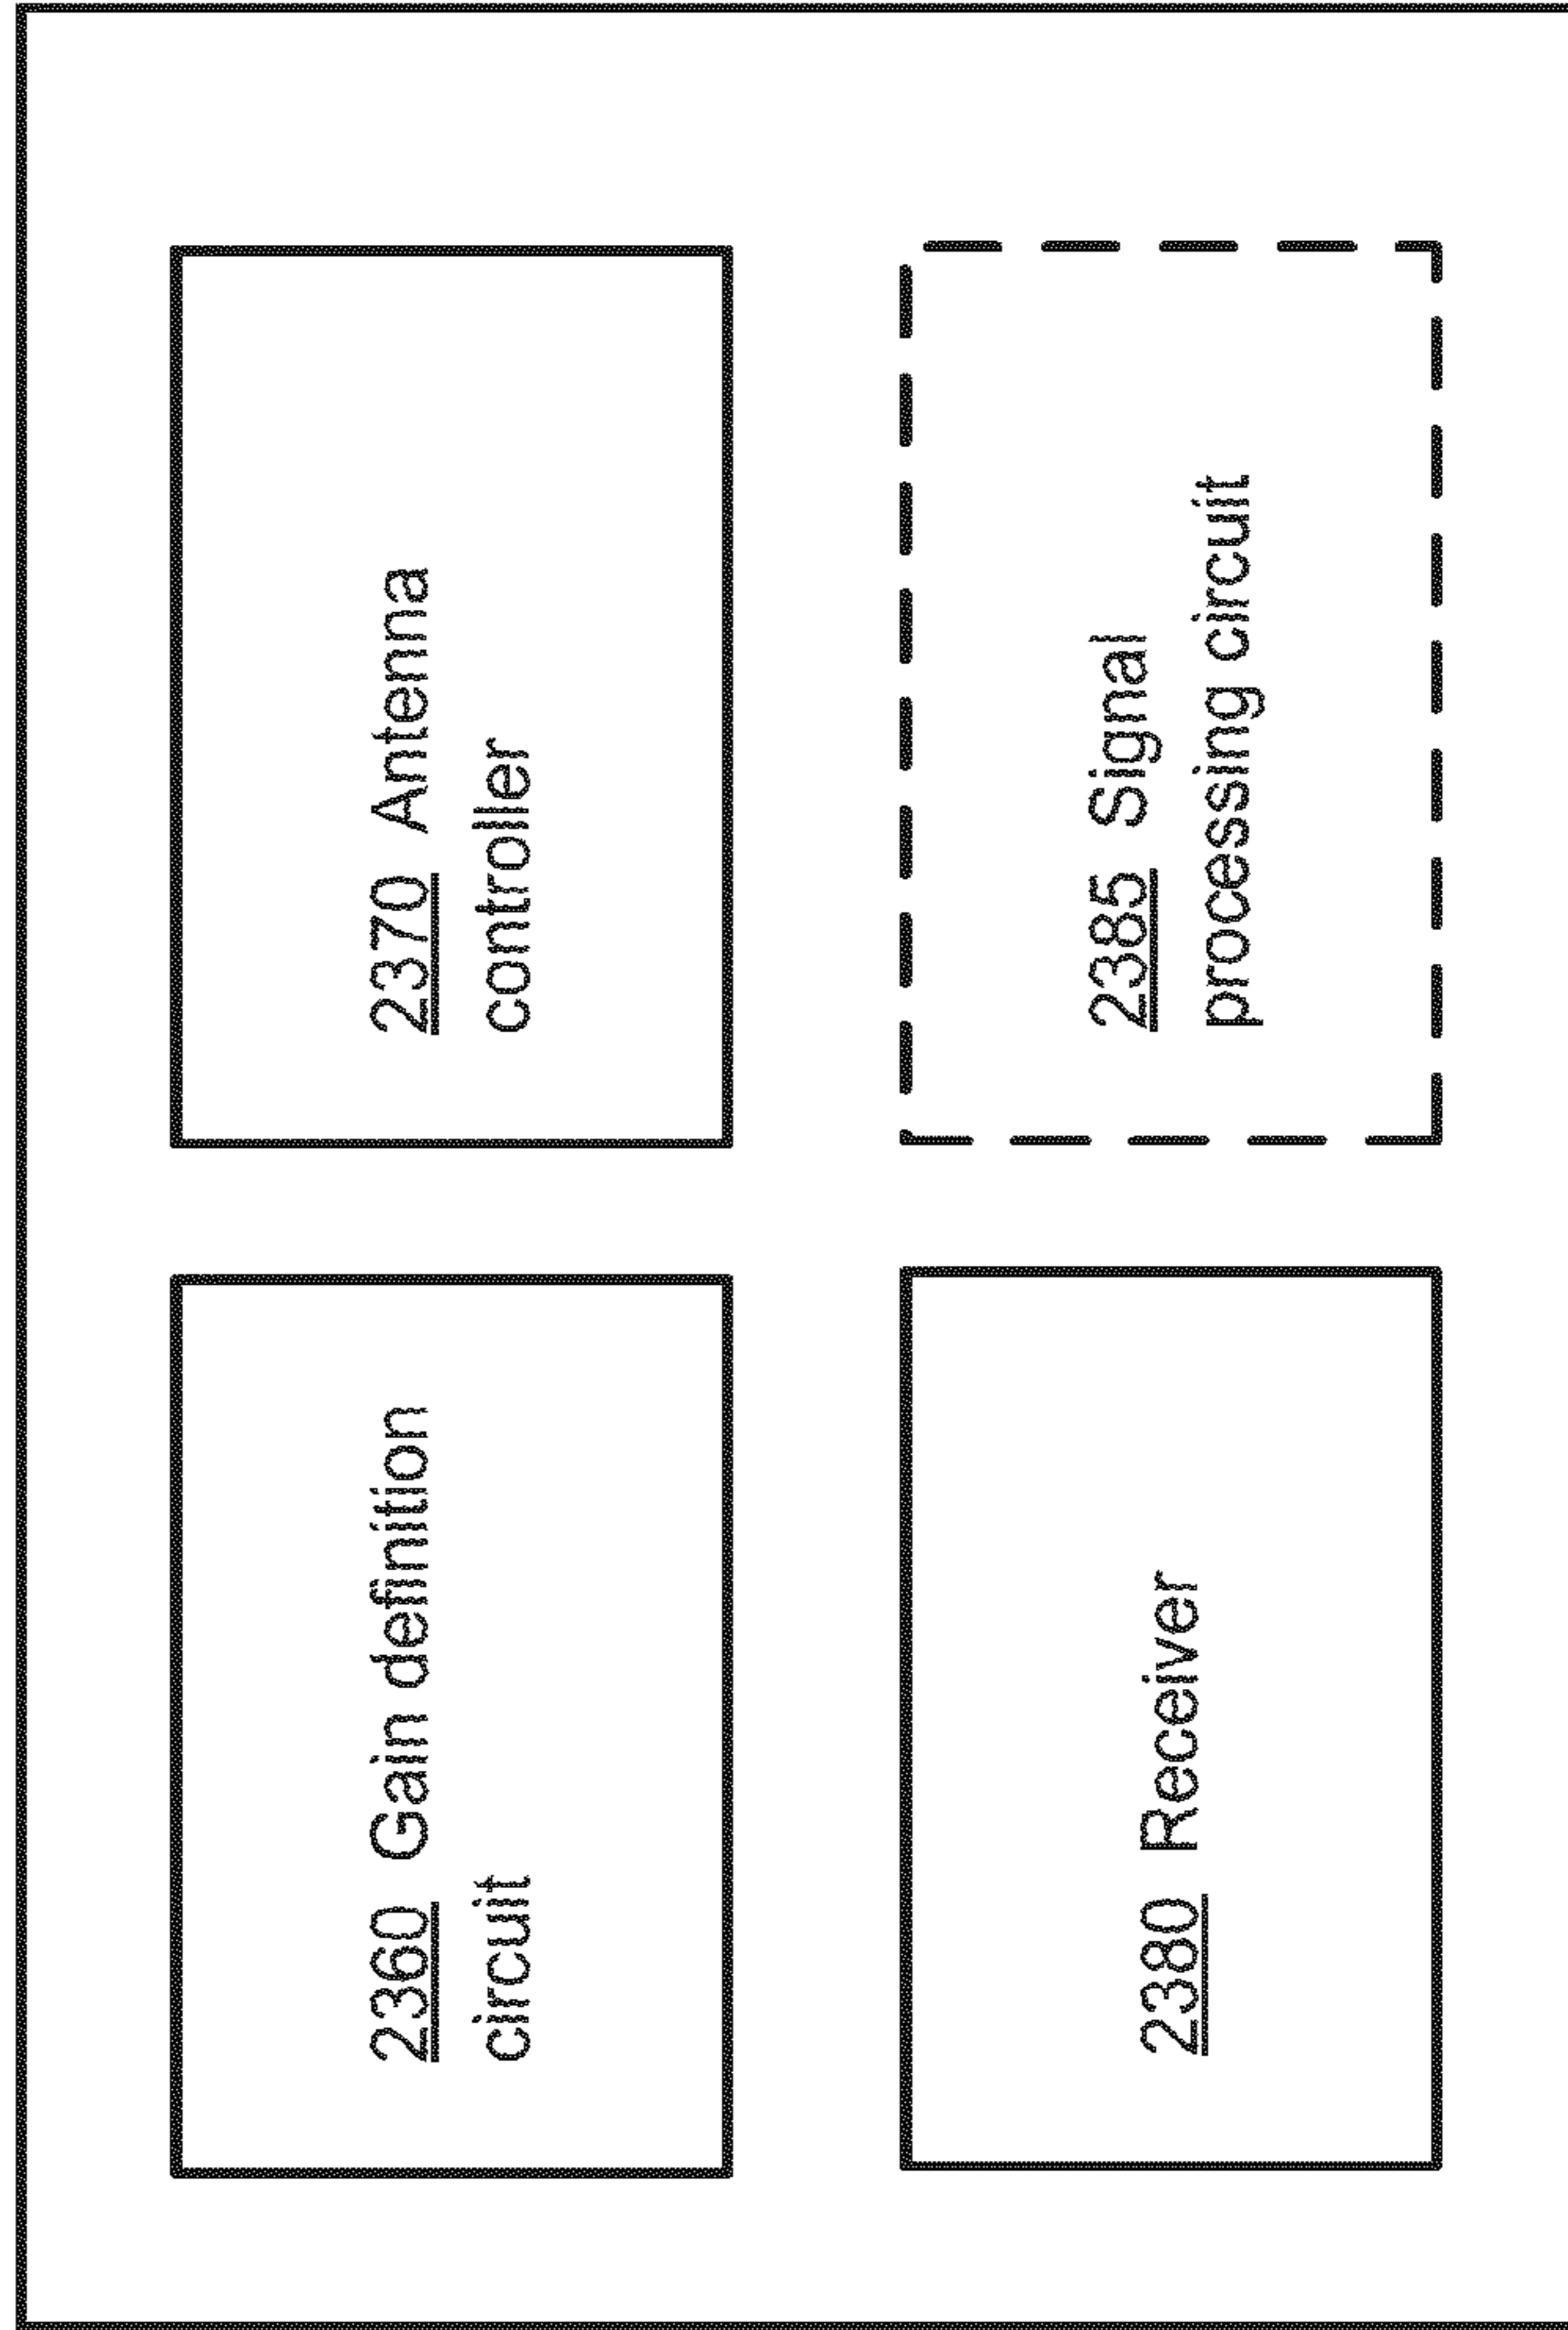 2360 Gain definition
circuit
2370 Antenna
controller
2380 Receiver
2385 Signal
processing circuit